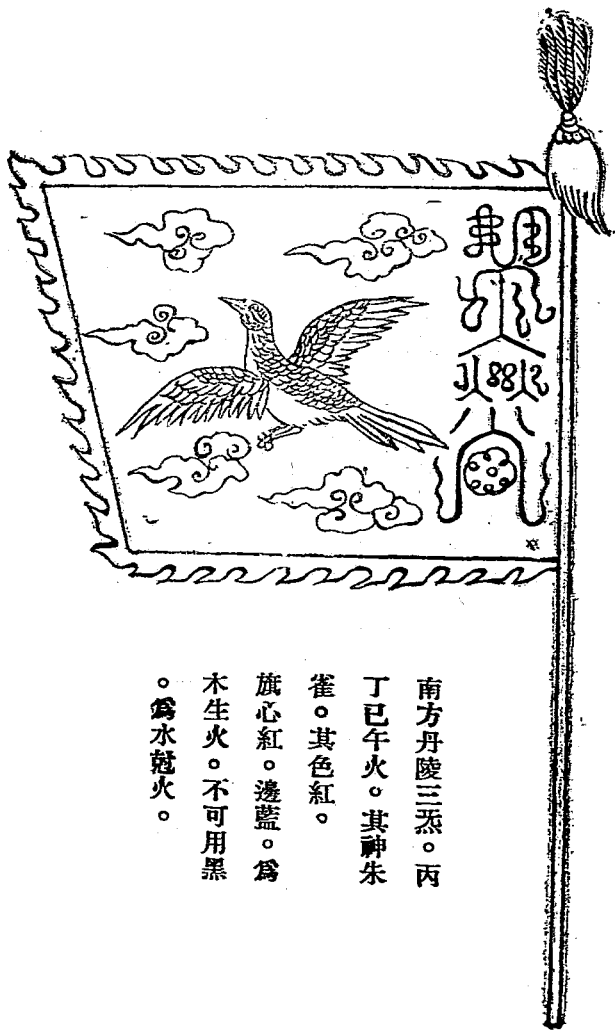 南方丹陵三炁。丙
丁巳午火。其神朱
雀。其色紅。
旗心紅。邊藍。爲
木生火。不可用黑
。爲水尅火。